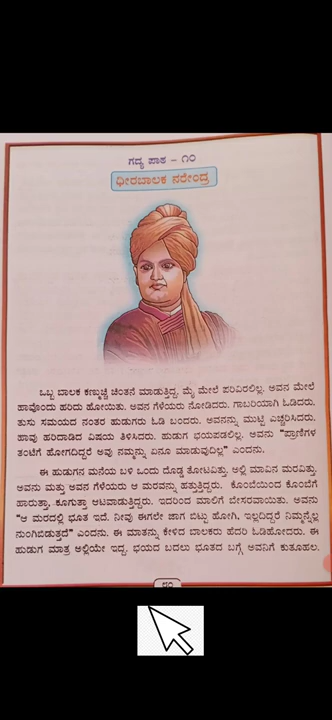 ಗದ್ಯ ಪಾಠ – ೧೦
ಧೀರಬಾಲಕ ನರೇಂದ್ರ
ಒಬ್ಬ ಬಾಲಕ ಕಣ್ಮುಚ್ಚಿ ಚಿಂತನೆ ಮಾಡುತ್ತಿದ್ದ. ಮೈ ಮೇಲೆ ಪರಿವಿರಲಿಲ್ಲ. ಅವನ ಮೇಲೆ
ಹಾವೊಂದು ಹರಿದು ಹೋಯಿತು. ಅವನ ಗೆಳೆಯರು ನೋಡಿದರು. ಗಾಬರಿಯಾಗಿ ಓಡಿದರು.
ತುಸು ಸಮಯದ ನಂತರ ಹುಡುಗರು ಓಡಿ ಬಂದರು. ಅವನನ್ನು ಮುಟ್ಟಿ ಎಚ್ಚರಿಸಿದರು.
ಹಾವು ಹರಿದಾಡಿದ ವಿಷಯ ತಿಳಿಸಿದರು. ಹುಡುಗ ಭಯಪಡಲಿಲ್ಲ. ಅವನು "ಪ್ರಾಣಿಗಳ
ತಂಟೆಗೆ ಹೋಗದಿದ್ದರೆ ಅವು ನಮ್ಮನ್ನು ಏನೂ ಮಾಡುವುದಿಲ್ಲ" ಎಂದನು.
ಈ ಹುಡುಗನ ಮನೆಯ ಬಳಿ ಒಂದು ದೊಡ್ಡ ತೋಟವಿತ್ತು. ಅಲ್ಲಿ ಮಾವಿನ ಮರವಿತ್ತು.
ಅವನು ಮತ್ತು ಅವನ ಗೆಳೆಯರು ಆ ಮರವನ್ನು ಹತ್ತುತ್ತಿದ್ದರು. ಕೊಂಬೆಯಿಂದ ಕೊಂಬೆಗೆ
ಹಾರುತ್ತಾ, ಕೂಗುತ್ತಾ ಆಟವಾಡುತ್ತಿದ್ದರು. ಇದರಿಂದ ಮಾಲಿಗೆ ಬೇಸರವಾಯಿತು. ಅವನು
"ಆ ಮರದಲ್ಲಿ ಭೂತ ಇದೆ. ನೀವು ಈಗಲೇ ಜಾಗ ಬಿಟ್ಟು ಹೋಗಿ, ಇಲ್ಲದಿದ್ದರೆ ನಿಮ್ಮನ್ನೆಲ್ಲ
ನುಂಗಿಬಿಡುತ್ತದೆ" ಎಂದನು. ಈ ಮಾತನ್ನು ಕೇಳಿದ ಬಾಲಕರು ಹೆದರಿ ಓಡಿಹೋದರು. ಈ
ಹುಡುಗ ಮಾತ್ರ ಅಲ್ಲಿಯೇ ಇದ್ದ. ಭಯದ ಬದಲು ಭೂತದ ಬಗ್ಗೆ ಅವನಿಗೆ ಕುತೂಹಲ.